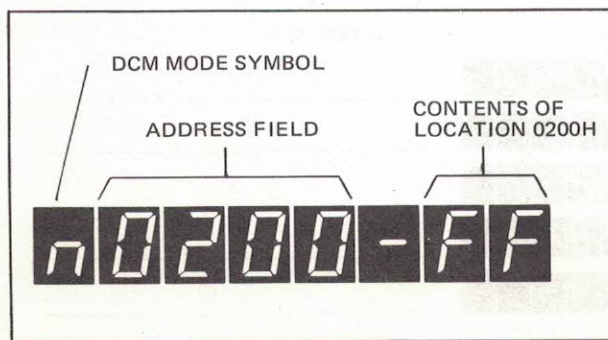 DCM MODE SYMBOL
CONTENTS OF
LOCATION 0200H
ADDRESS FIELD
n0200-FF